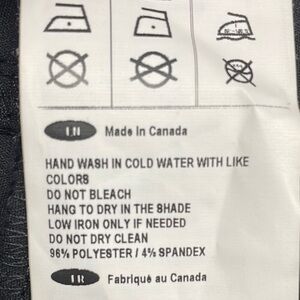 EN Made In Canada
HAND WASH IN COLD WATER WITH LIKE
COLORS
DO NOT BLEACH
HANG TO DRY IN THE SHADE
LOW IRON ONLY IF NEEDED
DO NOT DRY CLEAN
96% POLYESTER / 4% SPANDEX
FR Fabriqué au Canada